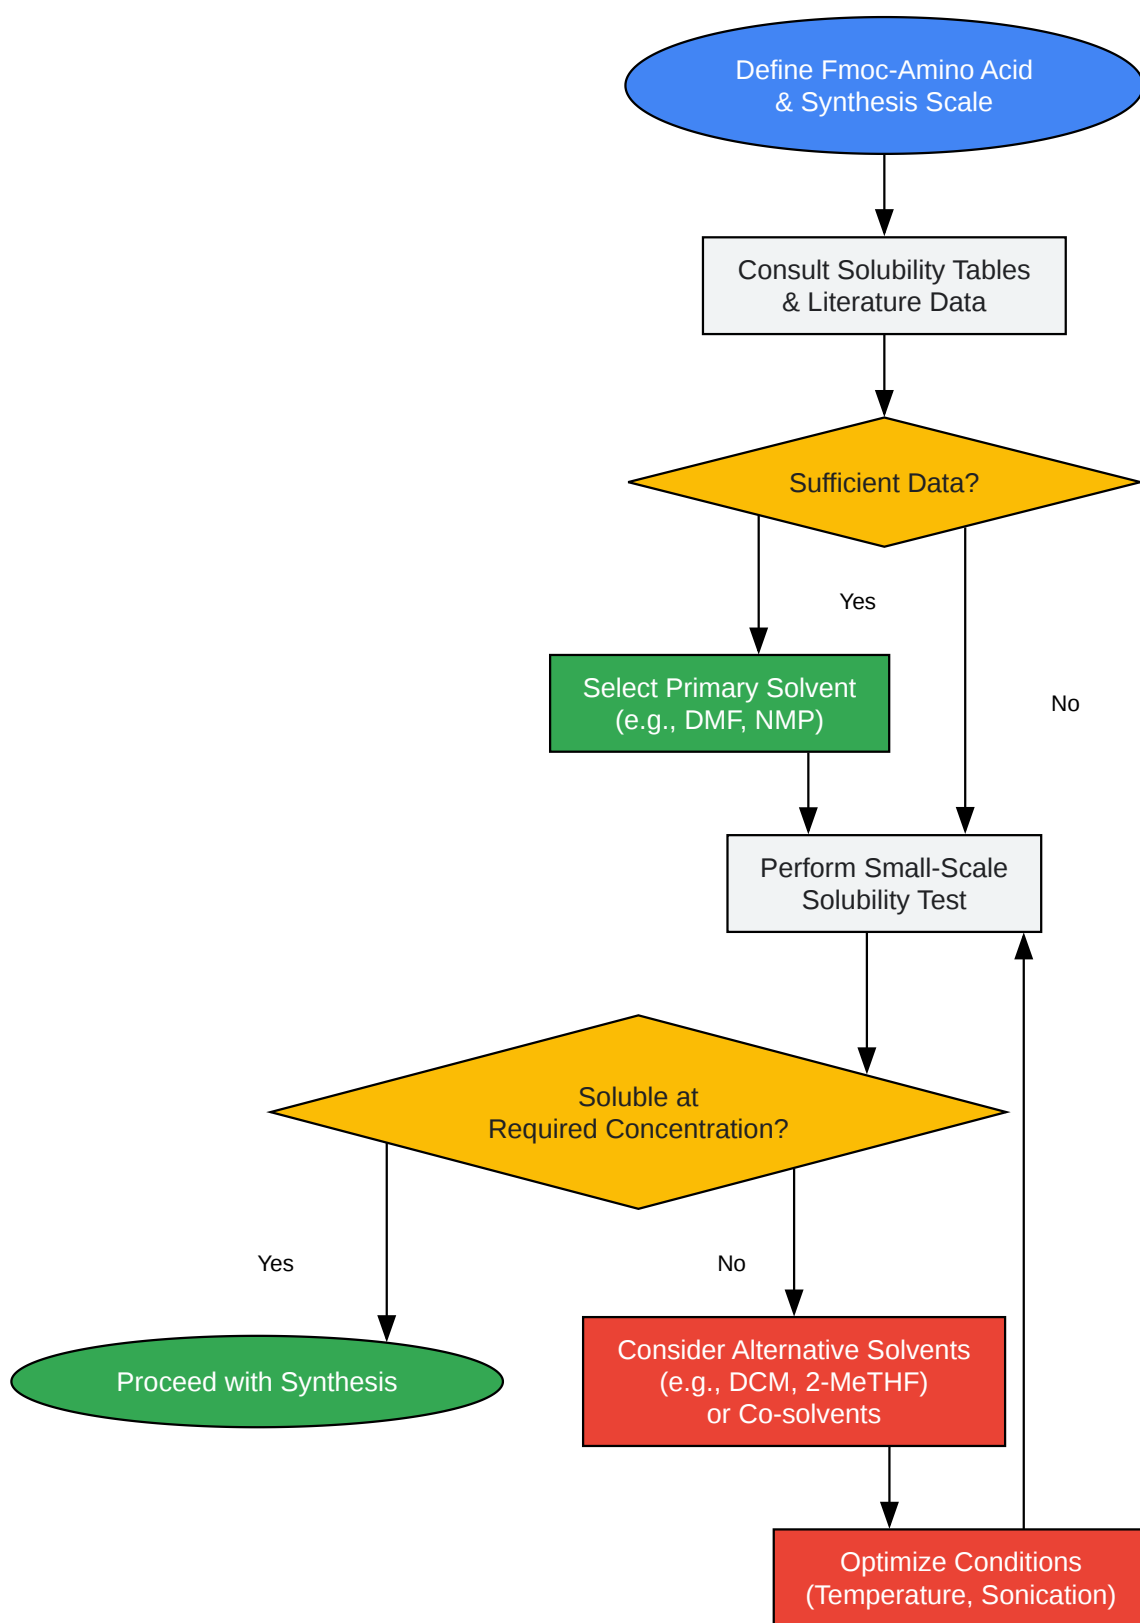 Define Fmoc-Amino Acid
& Synthesis Scale
Consult Solubility Tables
& Literature Data
Sufficient Data?
Yes
Select Primary Solvent
(e.g., DMF, NMP)
No
Perform Small-Scale
Solubility Test
Soluble at
Required Concentration?
Yes
No
Proceed with Synthesis
Consider Alternative Solvents
(e.g., DCM, 2-MeTHF)
or Co-solvents
Optimize Conditions
(Temperature, Sonication)